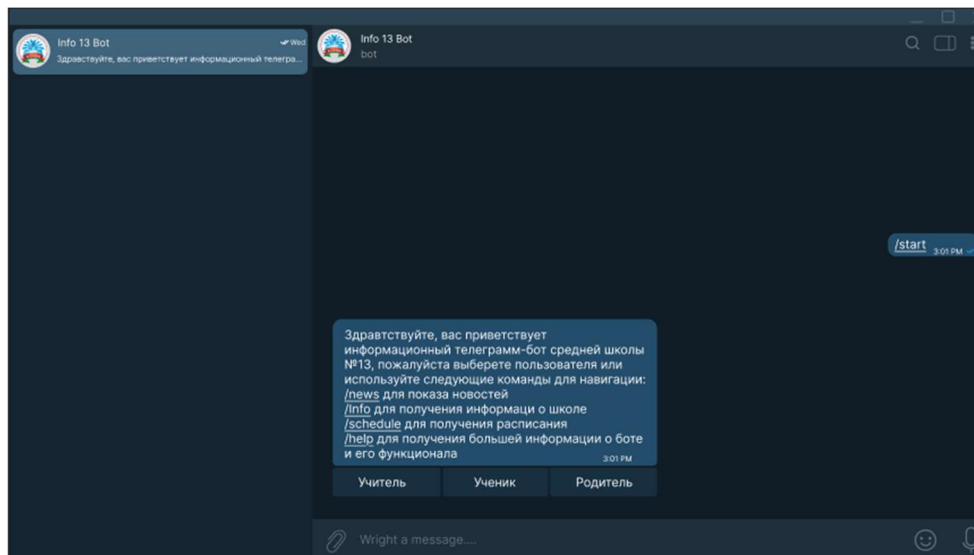 Info 13 Bot
Wed
Здраствуйте, вас приветствует информационный телегра...
Info 13 Bot
bot
/start
3:01 PM
Здравтствуйте, вас приветствует
информационный телеграмм-бот средней школы
№13, пожалуйста выберете пользователя или
используйте следующие команды для навигации:
/news для показа новостей
/Info для получения информаци о школе
/schedule для получения расписания
/help для получения большей информации о боте
и его функционала
3:01 PM
Учитель
Ученик
Родитель
Wright a message....